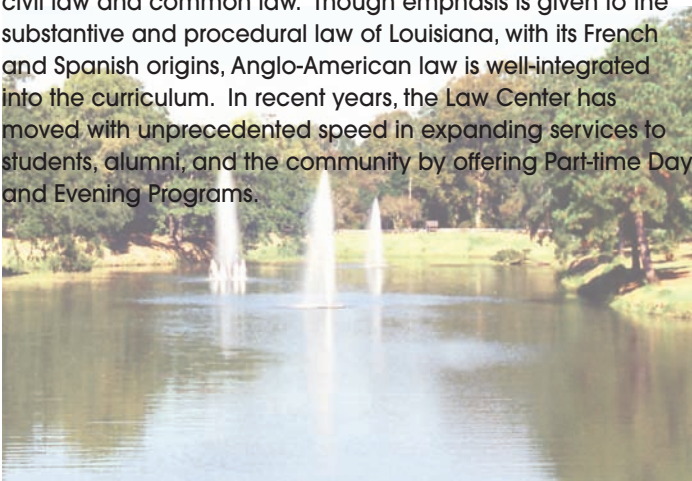 civil law and common law.  Though emphasis is given to the
substantive and procedural law of Louisiana, with its French
and Spanish origins, Anglo-American law is well-integrated
into the curriculum.  In recent years, the Law Center has
moved with unprecedented speed in expanding services to
students, alumni, and the community by offering Part-time Day
and Evening Programs.